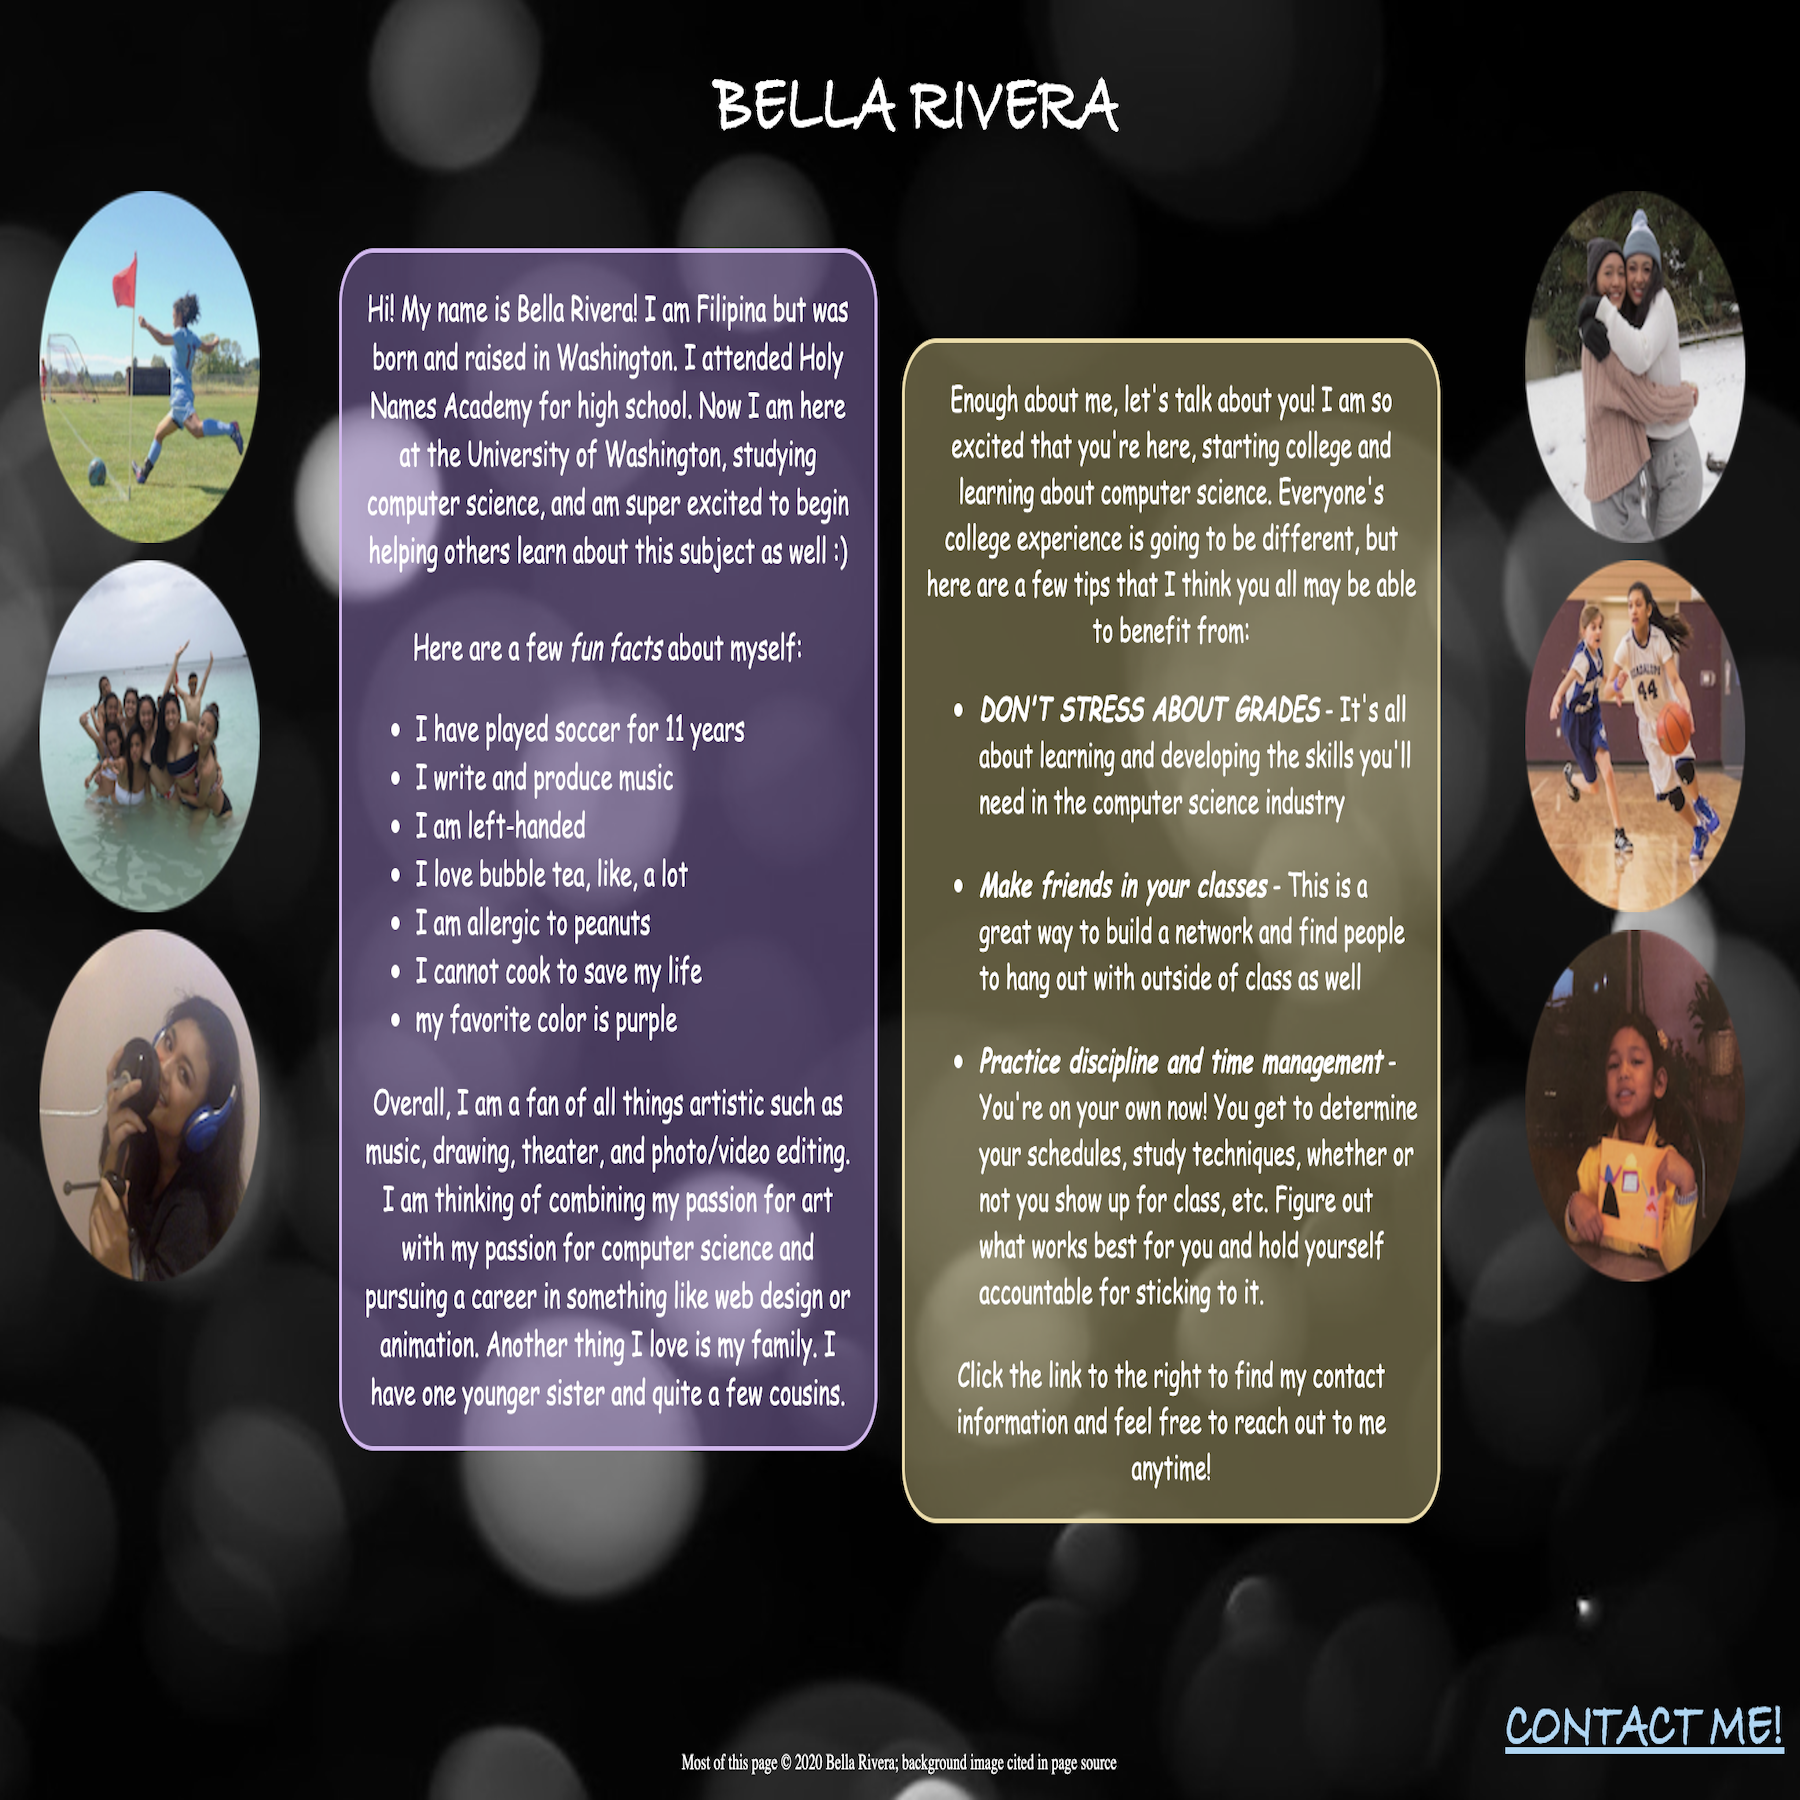 BELLA RIVERA
Hi! My name is Bella Rivera! I am Filipina but was
born and raised in Washington. I attended Holy
Names Academy for high school. Now I am here
at the University of Washington, studying
computer science, and am super excited to begin
helping others learn about this subject as well :)
Here are a few fun facts about myself:
• I have played soccer for 11 years
• I write and produce music
• I am left-handed
• I love bubble tea, like, a lot
• I am allergic to peanuts
• I cannot cook to save my life
• my favorite color is purple
Overall, I am a fan of all things artistic such as
music, drawing, theater, and photo/video editing.
I am thinking of combining my passion for art
with my passion for computer science and
pursuing a career in something like web design or
animation. Another thing I love is my family. I
have one younger sister and quite a few cousins.
Enough about me, let's talk about you! I am so
excited that you're here, starting college and
learning about computer science. Everyone's
college experience is going to be different, but
here are a few tips that I think you all may be able
to benefit from:
• DON'T STRESS ABOUT GRADES - It's all
about learning and developing the skills you'll
need in the computer science industry
• Make friends in your classes - This is a
great way to build a network and find people
to hang out with outside of class as well
• Practice discipline and time management -
You're on your own now! You get to determine
your schedules, study techniques, whether or
not you show up for class, etc. Figure out
what works best for you and hold yourself
accountable for sticking to it.
Click the link to the right to find my contact
information and feel free to reach out to me
anytime!
44
CONTACT ME!
Most of this page © 2020 Bella Rivera; background image cited in page source